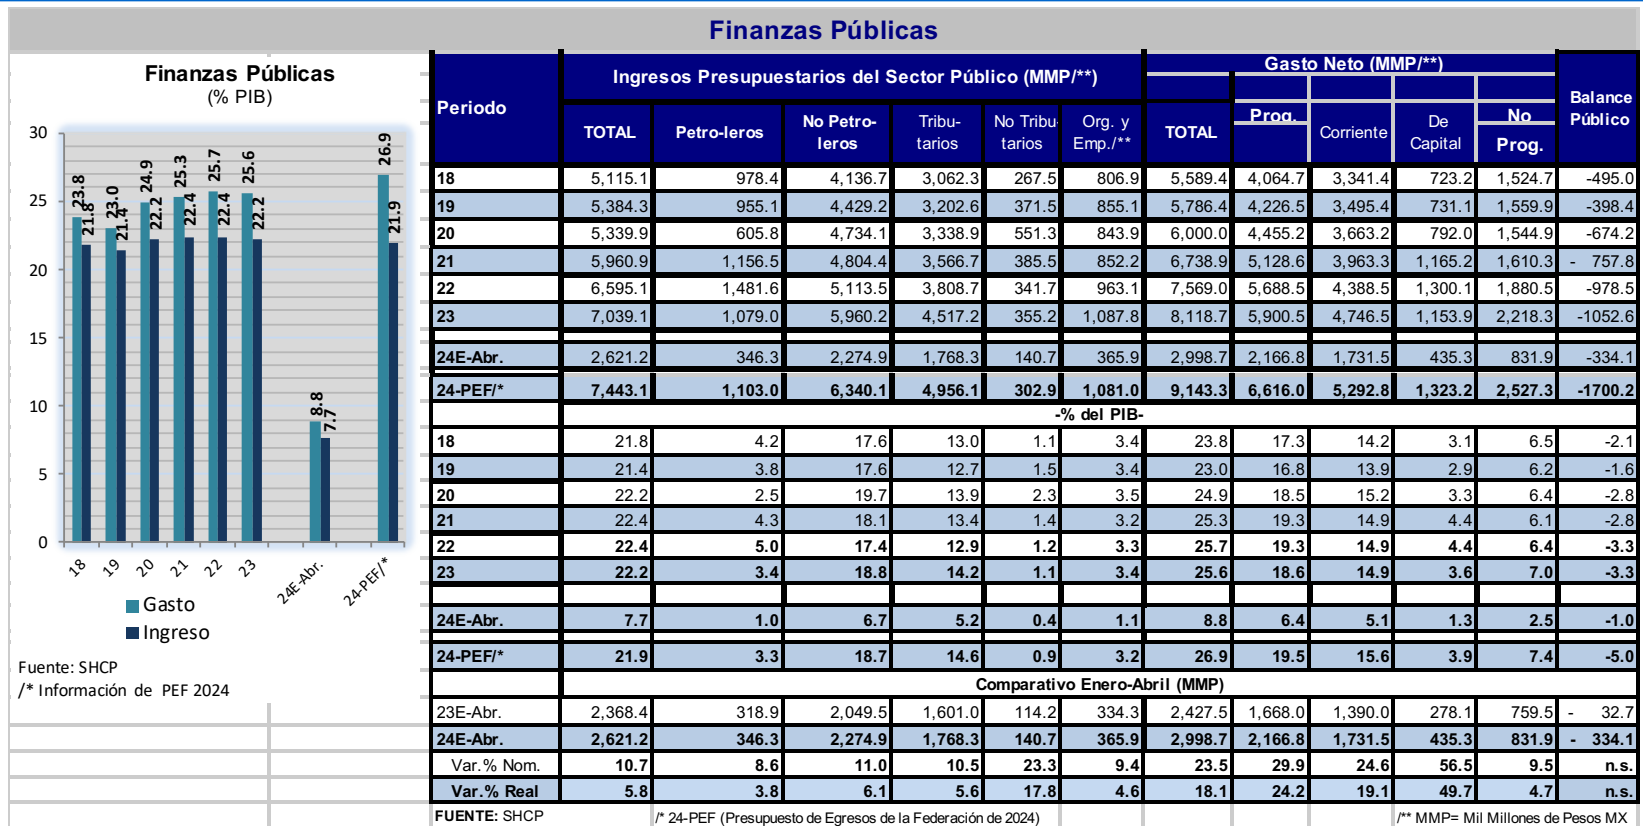 Finanzas Públicas
Finanzas Públicas
(% PIB)
30
25
20
15
10
5
0
23.8
21.8
23.0
21.4
24.9
22.2
25.3
22.4
25.7
22.4
25.6
22.2
8.8
7.7
26.9
21.9
18
19
20
21
22
23
24E-Abr.
24-PEF/*
Gasto
Ingreso
Fuente: SHCP
/* Información de PEF 2024
Periodo
Ingresos Presupuestarios del Sector Público (MMP/**)
Gasto Neto (MMP/**)
Balance Público
TOTAL Petro-leros No Petro-leros Tribu-tarios No Tribu-tarios Org. y Emp./** TOTAL Prog. Corriente De Capital No Prog.
18 5,115.1 978.4 4,136.7 3,062.3 267.5 806.9 5,589.4 4,064.7 3,341.4 723.2 1,524.7 -495.0
19 5,384.3 955.1 4,429.2 3,202.6 371.5 855.1 5,786.4 4,226.5 3,495.4 731.1 1,559.9 -398.4
20 5,339.9 605.8 4,734.1 3,338.9 551.3 843.9 6,000.0 4,455.2 3,663.2 792.0 1,544.9 -674.2
21 5,960.9 1,156.5 4,804.4 3,566.7 385.5 852.2 6,738.9 5,128.6 3,963.3 1,165.2 1,610.3 - 757.8
22 6,595.1 1,481.6 5,113.5 3,808.7 341.7 963.1 7,569.0 5,688.5 4,388.5 1,300.1 1,880.5 -978.5
23 7,039.1 1,079.0 5,960.2 4,517.2 355.2 1,087.8 8,118.7 5,900.5 4,746.5 1,153.9 2,218.3 -1052.6
24E-Abr. 2,621.2 346.3 2,274.9 1,768.3 140.7 365.9 2,998.7 2,166.8 1,731.5 435.3 831.9 -334.1
24-PEF/* 7,443.1 1,103.0 6,340.1 4,956.1 302.9 1,081.0 9,143.3 6,616.0 5,292.8 1,323.2 2,527.3 -1700.2
-% del PIB-
18 21.8 4.2 17.6 13.0 1.1 3.4 23.8 17.3 14.2 3.1 6.5 -2.1
19 21.4 3.8 17.6 12.7 1.5 3.4 23.0 16.8 13.9 2.9 6.2 -1.6
20 22.2 2.5 19.7 13.9 2.3 3.5 24.9 18.5 15.2 3.3 6.4 -2.8
21 22.4 4.3 18.1 13.4 1.4 3.2 25.3 19.3 14.9 4.4 6.1 -2.8
22 22.4 5.0 17.4 12.9 1.2 3.3 25.7 19.3 14.9 4.4 6.4 -3.3
23 22.2 3.4 18.8 14.2 1.1 3.4 25.6 18.6 14.9 3.6 7.0 -3.3
24E-Abr. 7.7 1.0 6.7 5.2 0.4 1.1 8.8 6.4 5.1 1.3 2.5 -1.0
24-PEF/* 21.9 3.3 18.7 14.6 0.9 3.2 26.9 19.5 15.6 3.9 7.4 -5.0
Comparativo Enero-Abril (MMP)
23E-Abr. 2,368.4 318.9 2,049.5 1,601.0 114.2 334.3 2,427.5 1,668.0 1,390.0 278.1 759.5 - 32.7
24E-Abr. 2,621.2 346.3 2,274.9 1,768.3 140.7 365.9 2,998.7 2,166.8 1,731.5 435.3 831.9 - 334.1
Var.% Nom. 10.7 8.6 11.0 10.5 23.3 9.4 23.5 29.9 24.6 56.5 9.5 n.s.
Var.% Real 5.8 3.8 6.1 5.6 17.8 4.6 18.1 24.2 19.1 49.7 4.7 n.s.
FUENTE: SHCP /* 24-PEF (Presupuesto de Egresos de la Federación de 2024) /** MMP= Mil Millones de Pesos MX